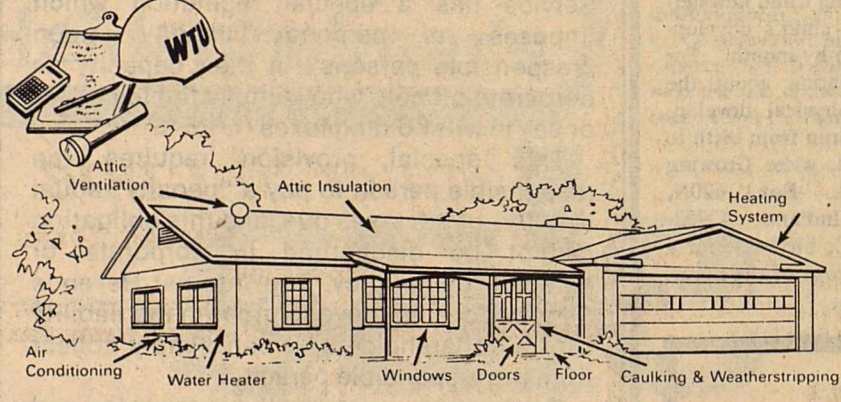 WTU
Attic
Ventilation
Attic Insulation
Heating
System
Air
Conditioning
Water Heater
Windows
Doors
Floor
Caulking & Weatherstripping